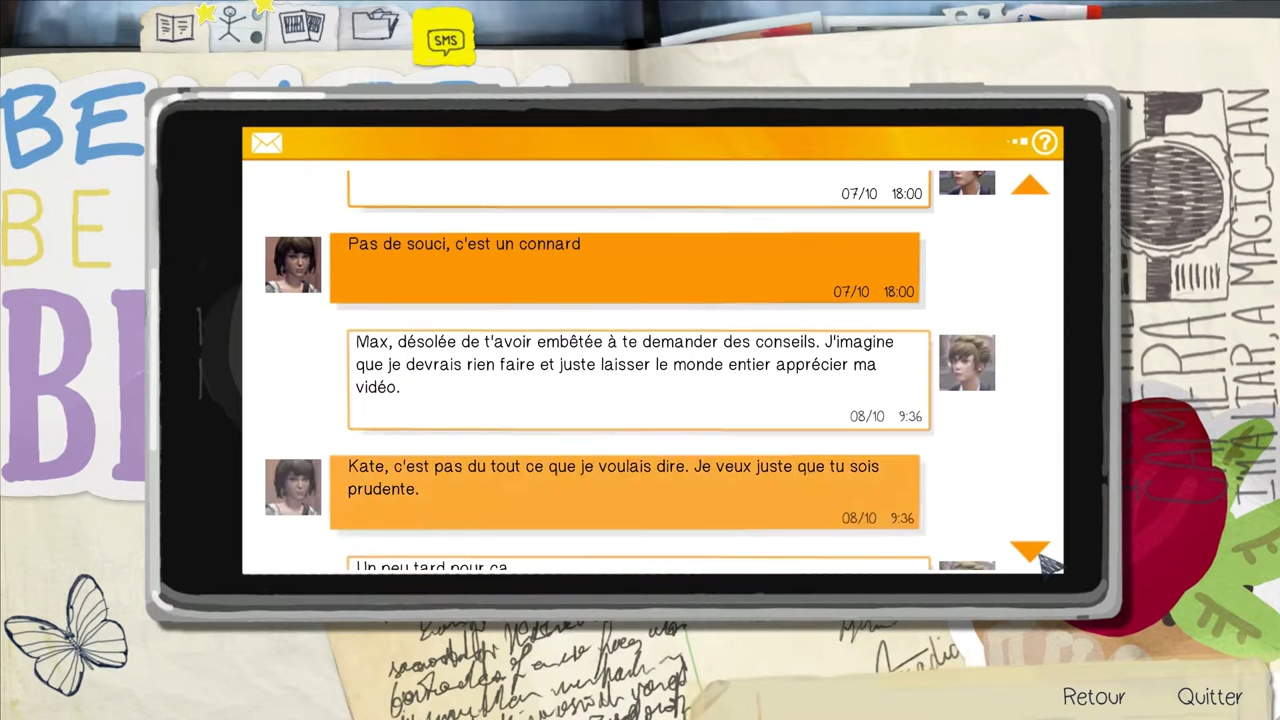 SMS
BE
BE
07/10 18:00
Pas de souci, c'est un connard
07/10 18:00
Max, désolée de t'avoir embêtée à te demander des conseils. J'imagine
que je devrais rien faire et juste laisser le monde entier apprécier ma
vidéo.
08/10 9:36
Kate, c'est pas du tout ce que je voulais dire. Je veux juste que tu sois
prudente.
08/10 9:36
Un peu tard pour ça
CAMERA
MAGICIAN
Retour Quitter